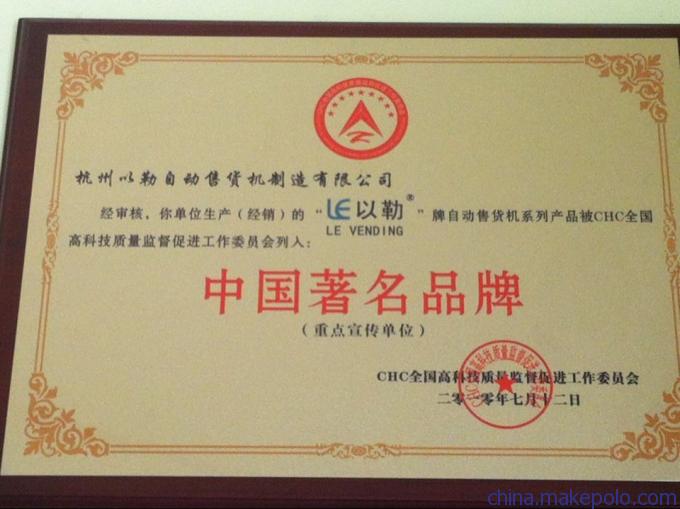 杭州以勒自动售货机制造有限公司
经审核，你单位生产（经销）的“LE以勒®”牌自动售货机系列产品被CHC全国
LE VENDING
高科技质量监督促进工作委员会列入：
中国著名品牌
（重点宣传单位）
CHC全国高科技质量监督促进工作委员会
二零一零年七月十二日
china.makepolo.com